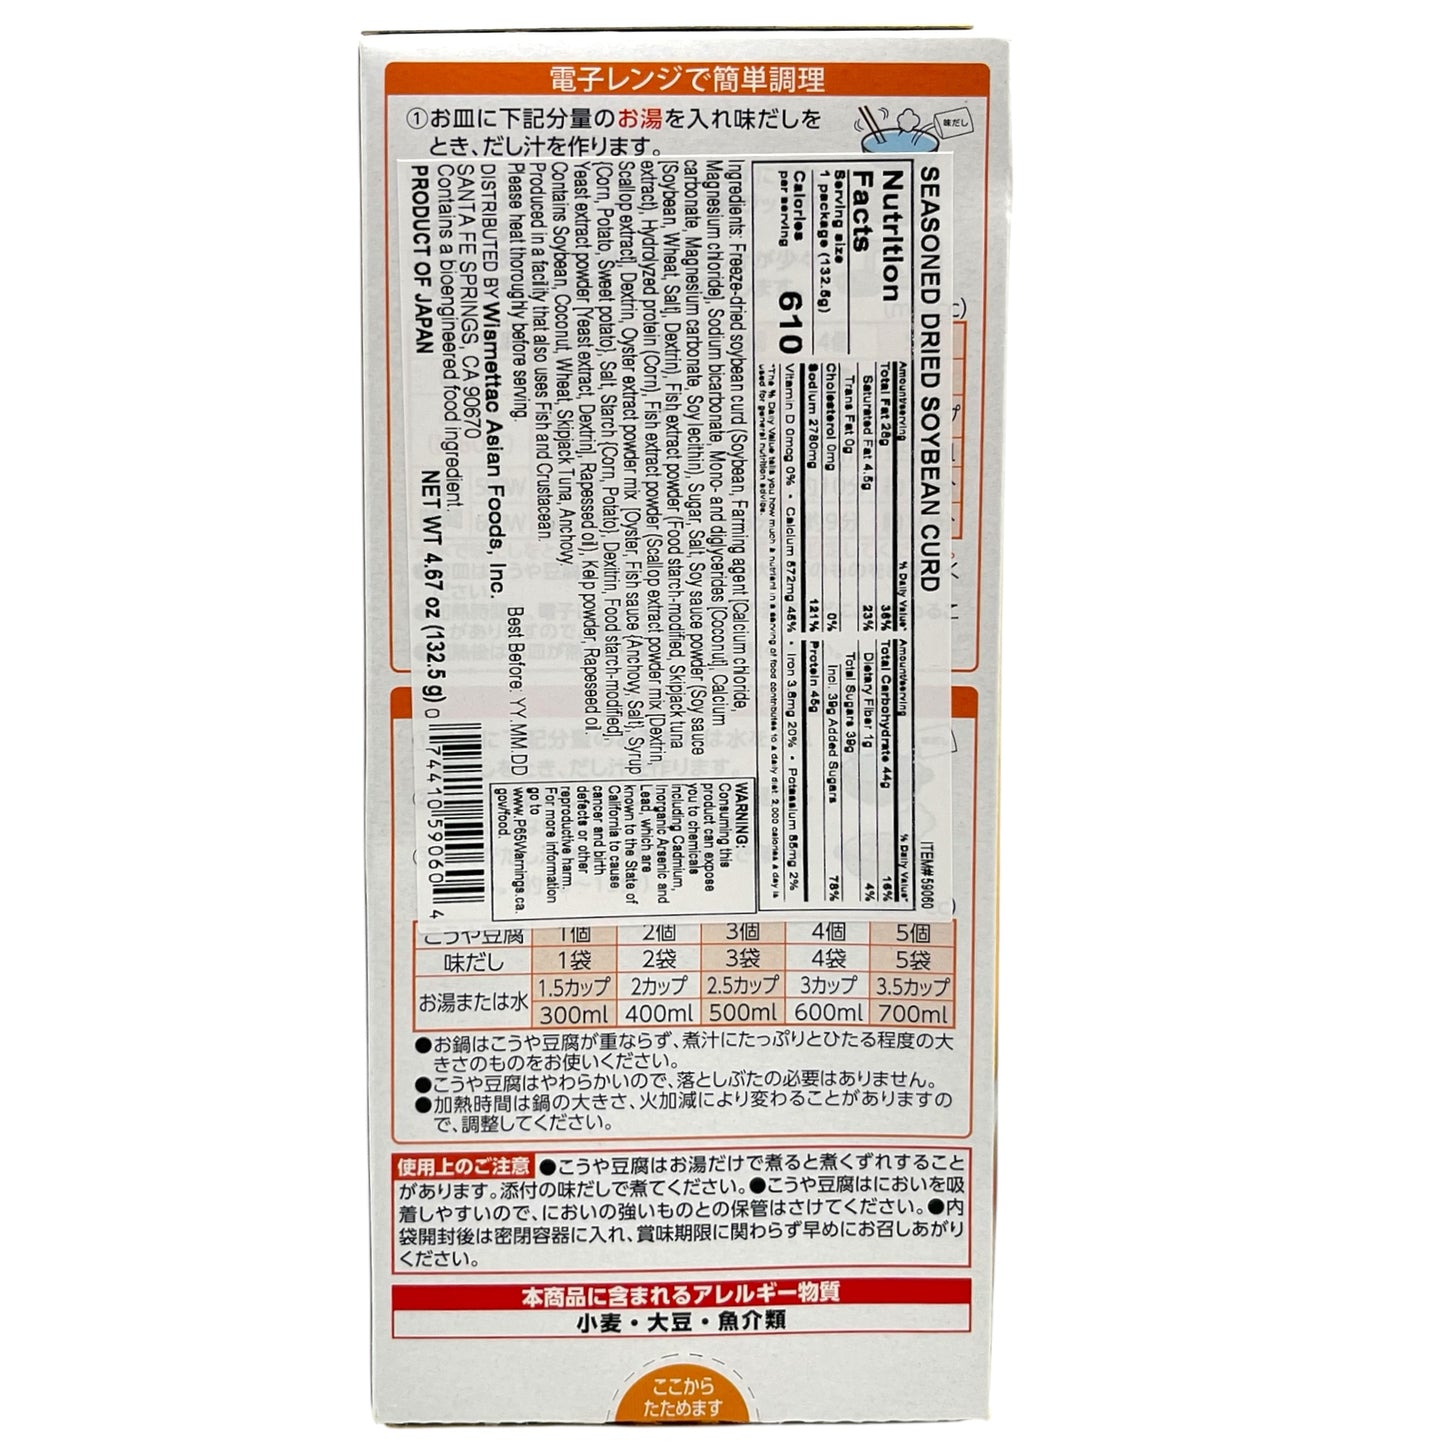 電子レンジで簡単調理
①お皿に下記分量のお湯を入れ味だしを
とき、だし汁を作ります。
味だし
SEASONED DRIED SOYBEAN CURD
ITEM# 59060
Nutrition
Facts
Serving size
1 package (132.5g)
Calories
per serving
610
Amount/serving % Daily Value*
Total Fat 28g 36%
Saturated Fat 4.5g 23%
Trans Fat 0g
Cholesterol 0mg 0%
Sodium 2780mg 121%
Amount/serving % Daily Value*
Total Carbohydrate 44g 16%
Dietary Fiber 1g 4%
Total Sugars 39g
Incl. 39g Added Sugars 78%
Protein 45g
Vitamin D 0mcg 0% • Calcium 572mg 45% • Iron 3.6mg 20% • Potassium 85mg 2%
*The % Daily Value tells you how much a nutrient in a serving of food contributes to a daily diet. 2,000 calories a day is
used for general nutrition advice.
Ingredients: Freeze-dried soybean curd (Soybean, Farming agent [Calcium chloride,
Magnesium chloride], Sodium bicarbonate, Mono- and diglycerides [Coconut], Calcium
carbonate, Magnesium carbonate, Soy lecithin), Sugar, Salt, Soy sauce powder (Soy sauce
[Soybean, Wheat, Salt], Dextrin), Fish extract powder (Food starch-modified, Skipjack tuna
extract), Hydrolyzed protein (Corn), Fish extract powder (Scallop extract powder mix [Dextrin,
Scallop extract], Dextrin, Oyster extract powder mix [Oyster, Fish sauce {Anchovy, Salt}, Syrup
{Corn, Potato, Sweet potato}, Salt, Starch {Corn, Potato}, Dexitrin, Food starch-modified],
Yeast extract powder [Yeast extract, Dextrin], Rapessed oil), Kelp powder, Rapeseed oil
Contains Soybean, Coconut, Wheat, Skipjack Tuna, Anchovy.
Produced in a facility that also uses Fish and Crustacean.
Please heat thoroughly before serving.
Best Before: YY.MM.DD
DISTRIBUTED BY Wismettac Asian Foods, Inc.
SANTA FE SPRINGS, CA 90670
Contains a bioengineered food ingredient.
PRODUCT OF JAPAN
NET WT 4.67 oz (132.5 g)
0 74410 59060 4
WARNING:
Consuming this
product can expose
you to chemicals
including Cadmium,
Inorganic Arsenic and
Lead, which are
known to the State of
California to cause
cancer and birth
defects or other
reproductive harm.
For more information
go to
www.P65Warnings.ca.
gov/food.
こうや豆腐 1個 2個 3個 4個 5個
味だし 1袋 2袋 3袋 4袋 5袋
お湯または水 1.5カップ 2カップ 2.5カップ 3カップ 3.5カップ
300ml 400ml 500ml 600ml 700ml
●お鍋はこうや豆腐が重ならず、煮汁にたっぷりとひたる程度の大
きさのものをお使いください。
●こうや豆腐はやわらかいので、落としぶたの必要はありません。
●加熱時間は鍋の大きさ、火加減により変わることがありますの
で、調整してください。
使用上のご注意 ●こうや豆腐はお湯だけで煮ると煮くずれすること
があります。添付の味だしで煮てください。●こうや豆腐はにおいを吸
着しやすいので、においの強いものとの保管はさけてください。●内
袋開封後は密閉容器に入れ、賞味期限に関わらず早めにお召しあがり
ください。
本商品に含まれるアレルギー物質
小麦・大豆・魚介類
ここから
たためます